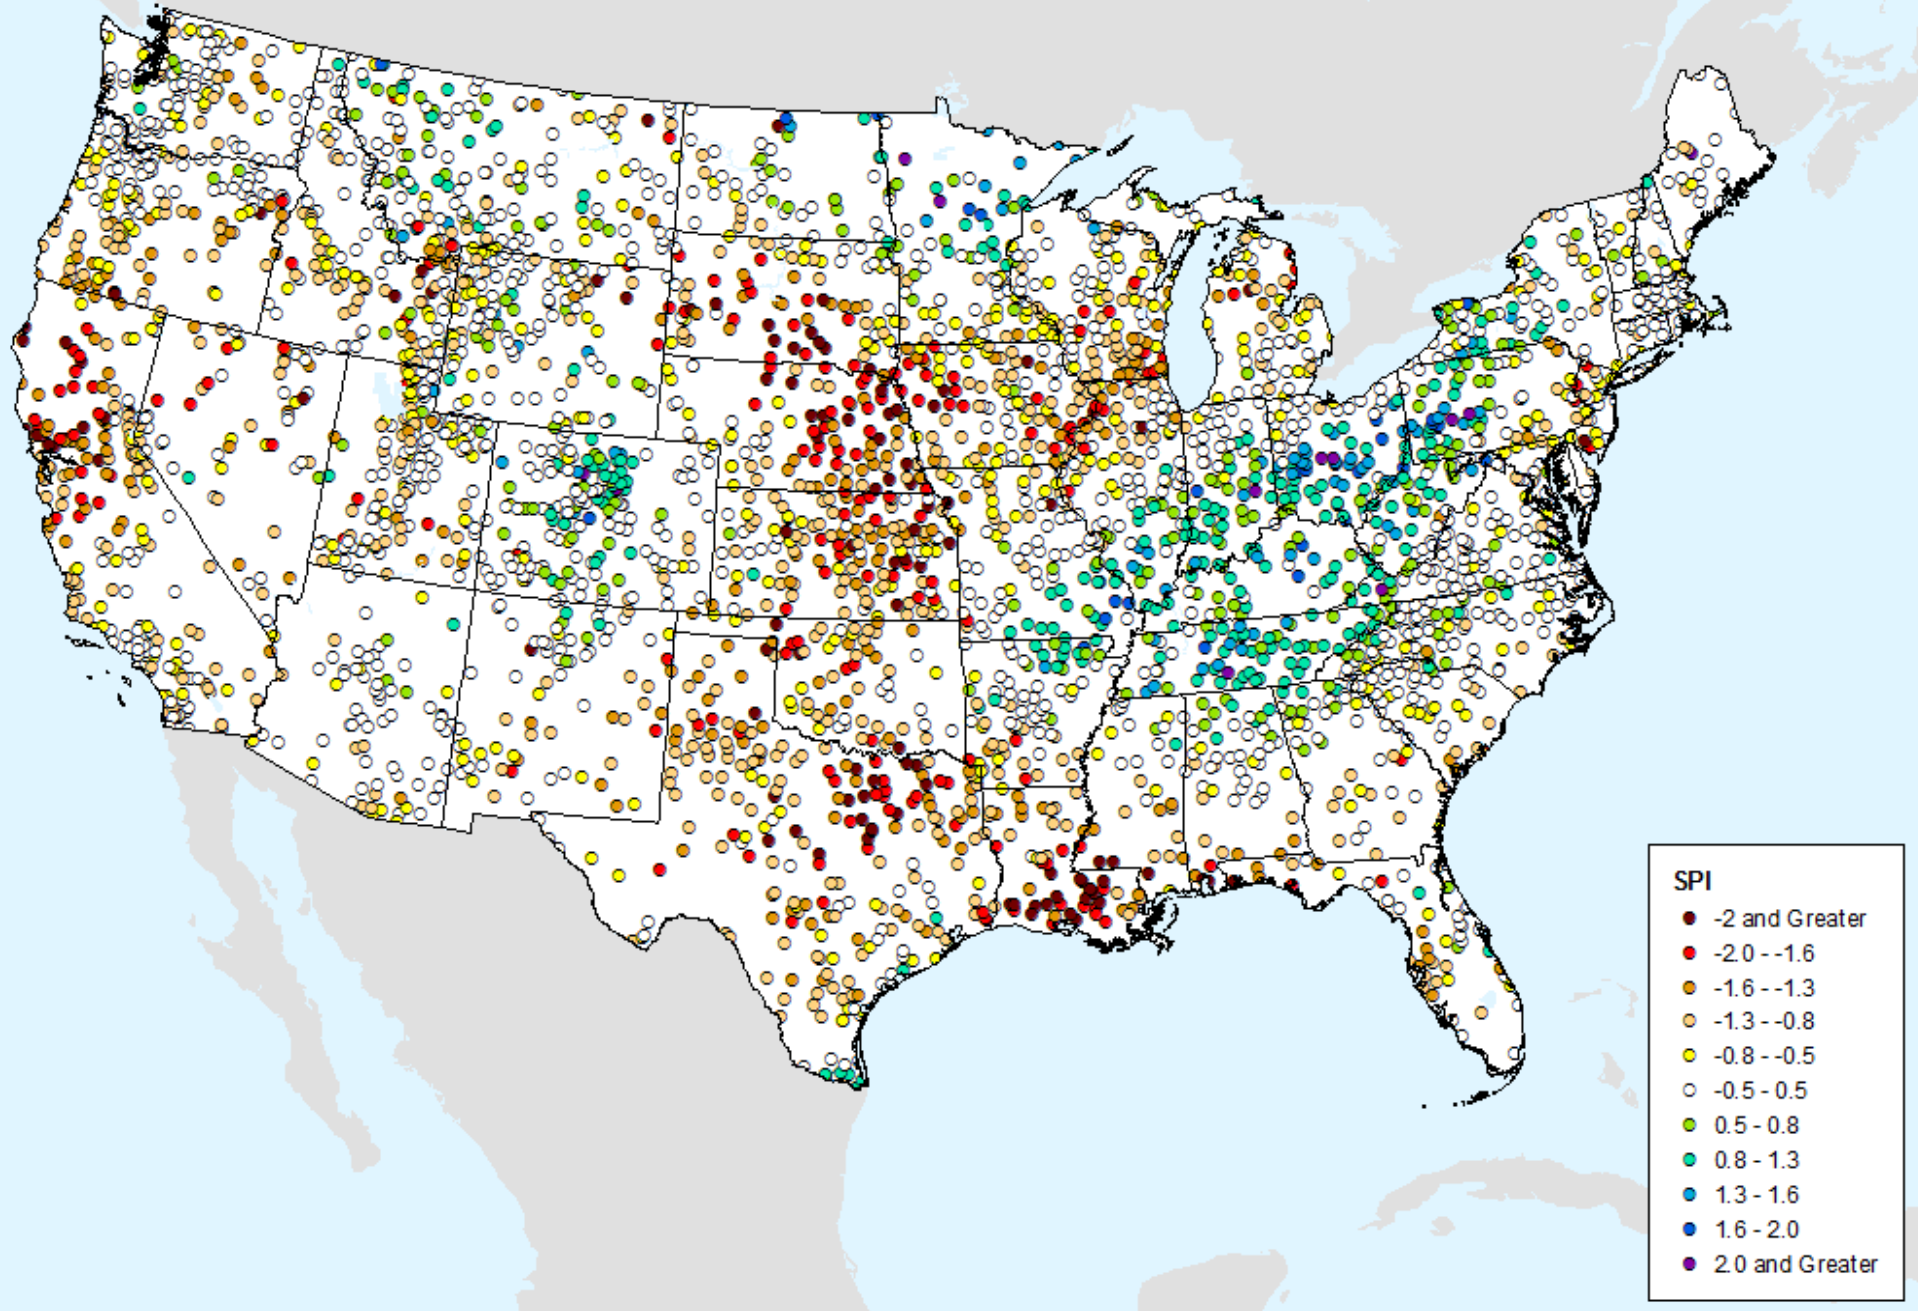 SPI
-2 and Greater
-2.0 - -1.6
-1.6 - -1.3
-1.3 - -0.8
-0.8 - -0.5
-0.5 - 0.5
0.5 - 0.8
0.8 - 1.3
1.3 - 1.6
1.6 - 2.0
2.0 and Greater